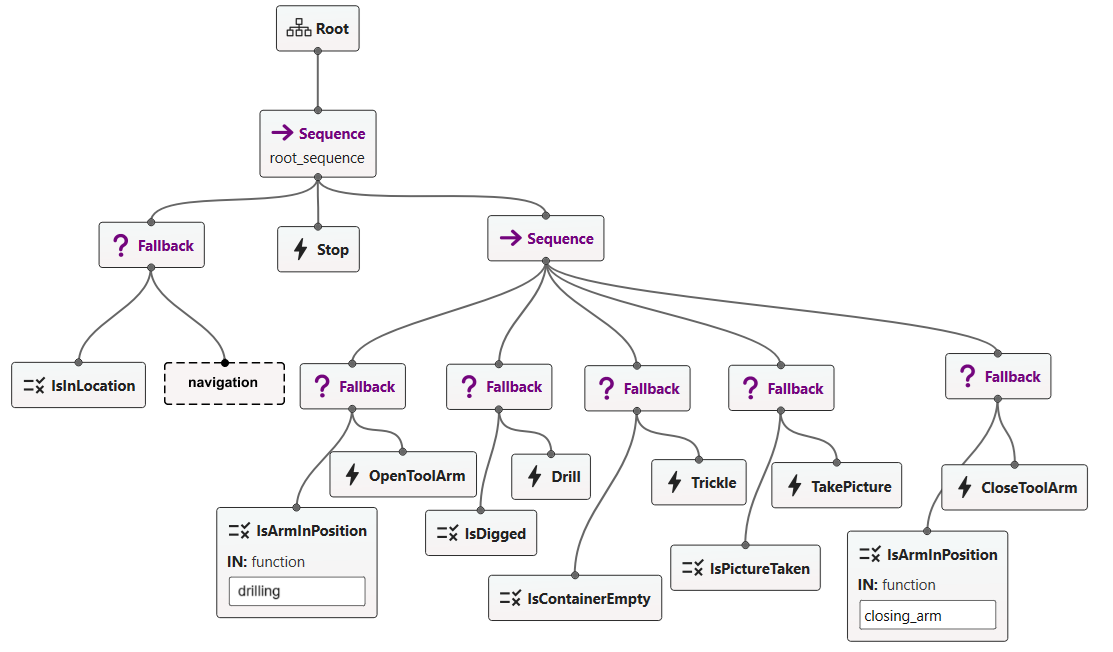 Root
Sequence
root_sequence
? Fallback
Stop
Sequence
IsInLocation
navigation
? Fallback
? Fallback
? Fallback
? Fallback
? Fallback
OpenToolArm
Drill
Trickle
TakePicture
CloseToolArm
IsArmInPosition
IN: function
drilling
IsDigged
IsContainerEmpty
IsPictureTaken
IsArmInPosition
IN: function
closing_arm